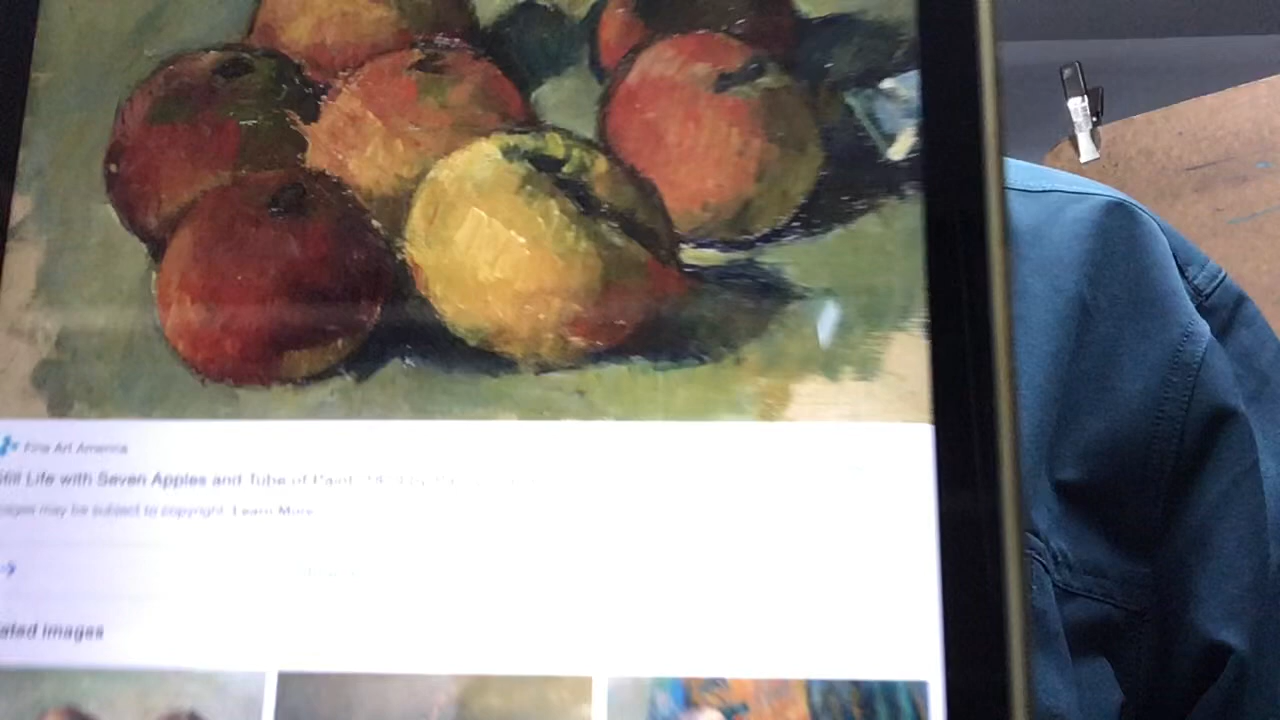 Fine Art America
Still Life with Seven Apples and Tube of Paint
images may be subject to copyright. Learn More
ated images